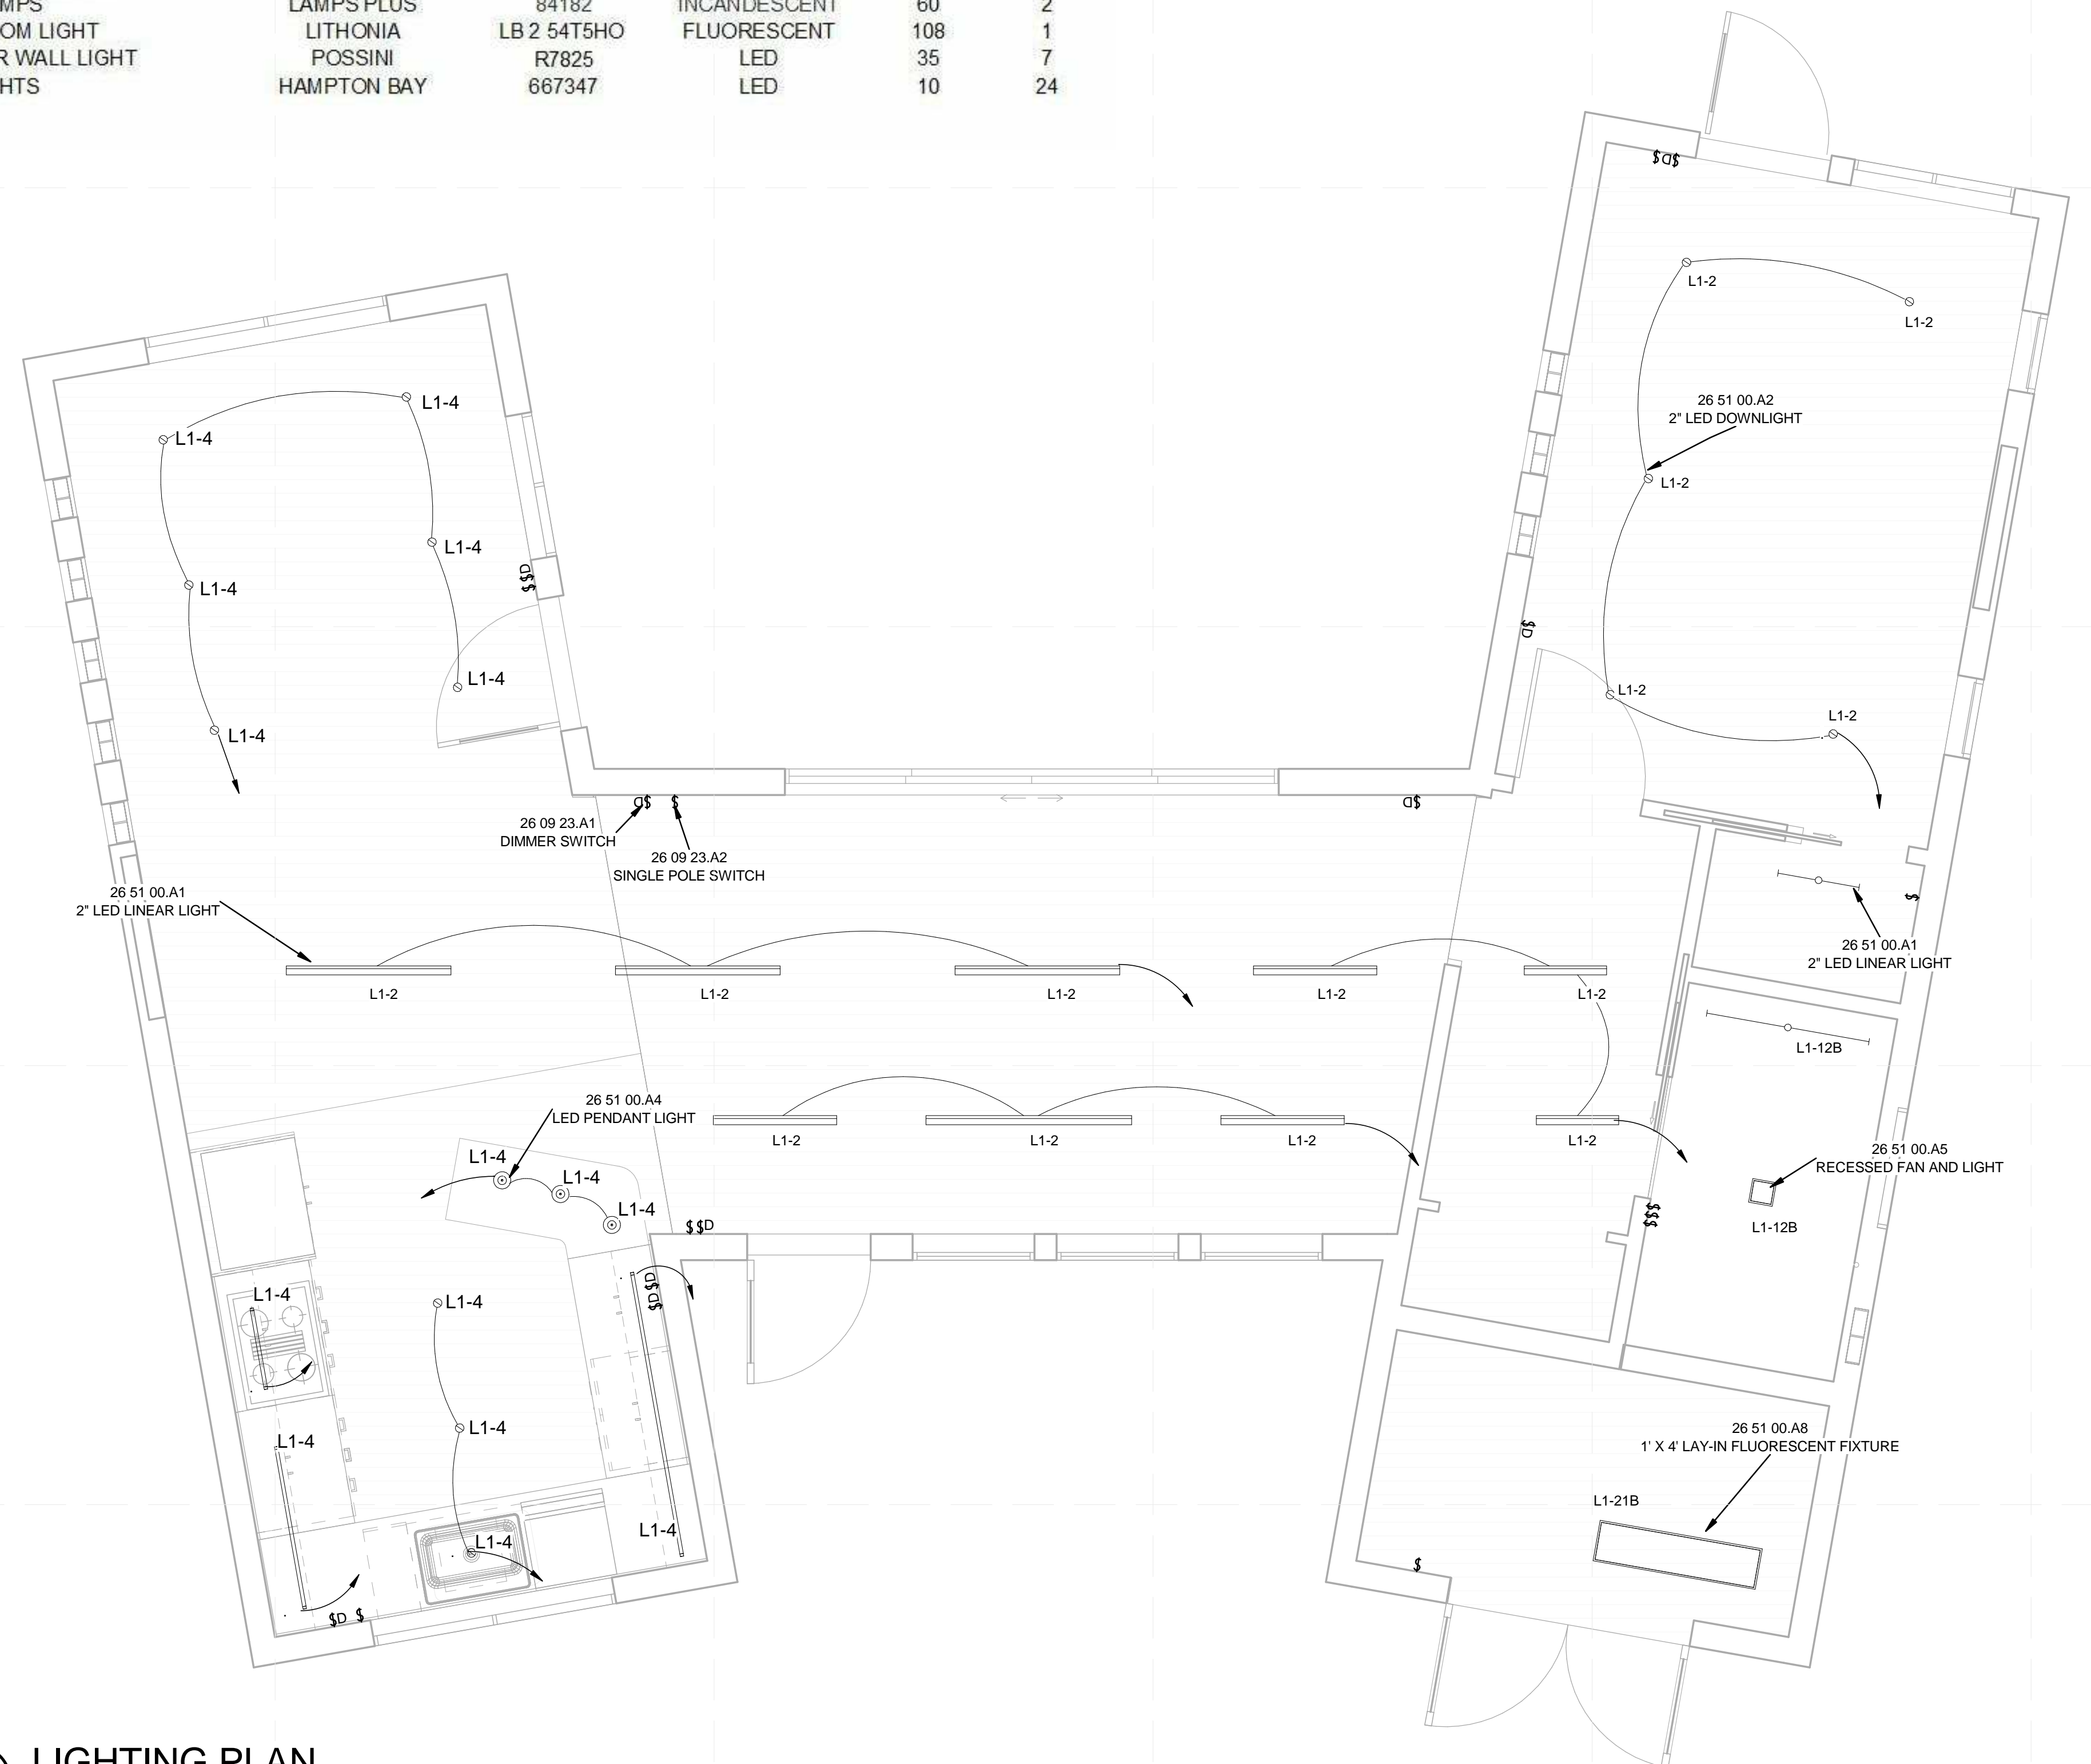 MPS LAMPS PLUS 84182 INCANDESCENT 60 2
OM LIGHT LITHONIA LB 2 54T5HO FLUORESCENT 108 1
R WALL LIGHT POSSINI R7825 LED 35 7
HTS HAMPTON BAY 667347 LED 10 24
$D$
L1-2
L1-2
26 51 00.A2
2" LED DOWNLIGHT
L1-2
L1-4
L1-4
L1-4
L1-4
D$$
$D
L1-4
L1-4
L1-2
L1-2
D$
$
D$
26 09 23.A1
DIMMER SWITCH
26 09 23.A2
SINGLE POLE SWITCH
26 51 00.A1
2" LED LINEAR LIGHT
$
26 51 00.A1
2" LED LINEAR LIGHT
L1-2
L1-2
L1-2
L1-2
L1-2
L1-12B
26 51 00.A4
LED PENDANT LIGHT
L1-2
L1-2
L1-2
L1-2
L1-4
L1-4
L1-4
26 51 00.A5
RECESSED FAN AND LIGHT
L1-12B
$$$
$$D
D$D$
L1-4
L1-4
L1-4
L1-4
26 51 00.A8
1' X 4' LAY-IN FLUORESCENT FIXTURE
L1-21B
L1-4
L1-4
$
$D $
LIGHTING PLAN